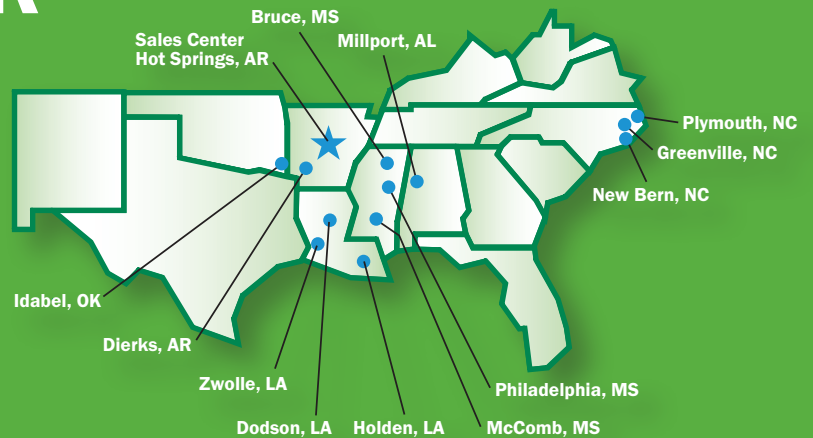 Bruce, MS
Sales Center
Hot Springs, AR
Millport, AL
Plymouth, NC
Greenville, NC
New Bern, NC
Idabel, OK
Dierks, AR
Zwolle, LA
Philadelphia, MS
Dodson, LA
Holden, LA
McComb, MS